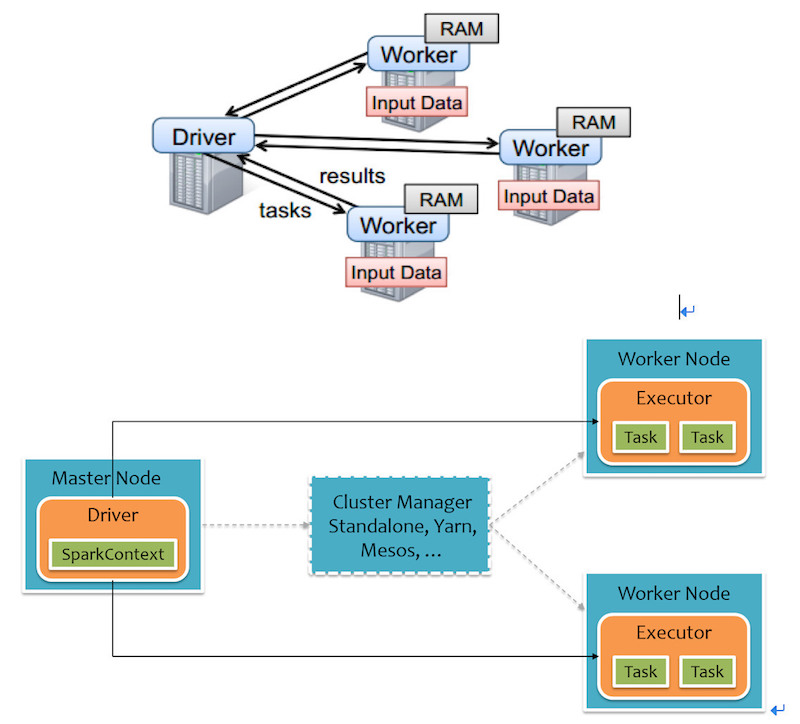 RAM
Worker
Input Data
RAM
Driver
Worker
results
Input Data
RAM
tasks
Worker
Input Data
Worker Node
Executor
Task Task
Master Node
Driver
SparkContext
Cluster Manager
Standalone, Yarn,
Mesos, ...
Worker Node
Executor
Task Task